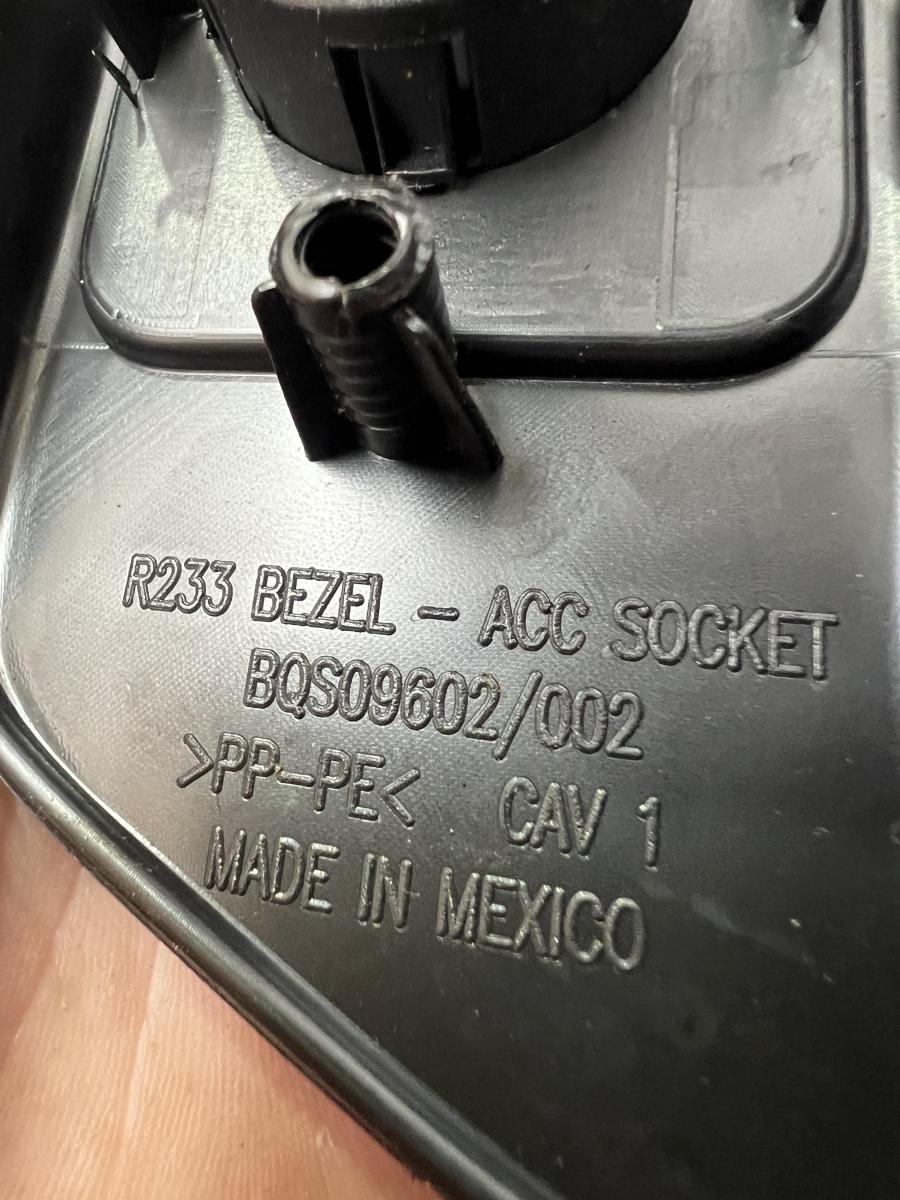 R233 BEZEL - ACC SOCKET
BQS09602/002
>PP-PE< CAV 1
MADE IN MEXICO